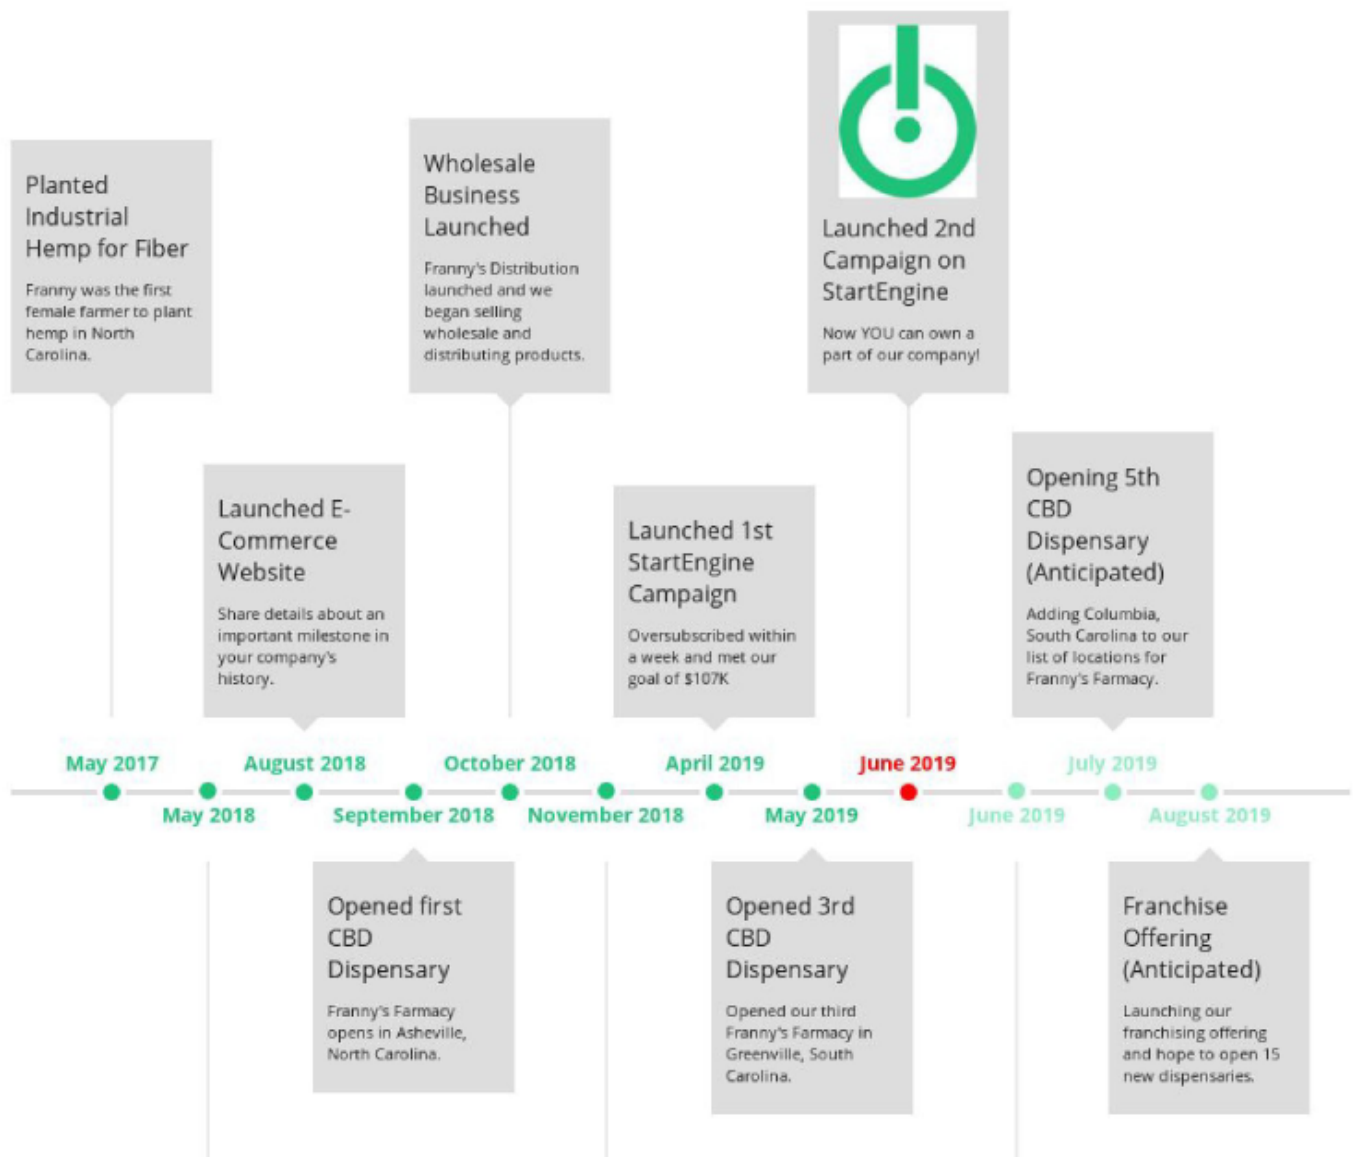 Planted
Industrial
Hemp for Fiber
Franny was the first
female farmer to plant
hemp in North
Carolina.
Wholesale
Business
Launched
Franny's Distribution
launched and we
began selling
wholesale and
distributing products.
Launched 2nd
Campaign on
StartEngine
Now YOU can own a
part of our company!
Launched E-
Commerce
Website
Share details about an
important milestone in
your company's
history.
Launched 1st
StartEngine
Campaign
Oversubscribed within
a week and met our
goal of $107K
Opening 5th
CBD
Dispensary
(Anticipated)
Adding Columbia,
South Carolina to our
list of locations for
Franny's Farmacy.
May 2017
August 2018
October 2018
April 2019
June 2019
July 2019
May 2018
September 2018
November 2018
May 2019
June 2019
August 2019
Opened first
CBD
Dispensary
Franny's Farmacy
opens in Asheville,
North Carolina.
Opened 3rd
CBD
Dispensary
Opened our third
Franny's Farmacy in
Greenville, South
Carolina.
Franchise
Offering
(Anticipated)
Launching our
franchising offering
and hope to open 15
new dispensaries.